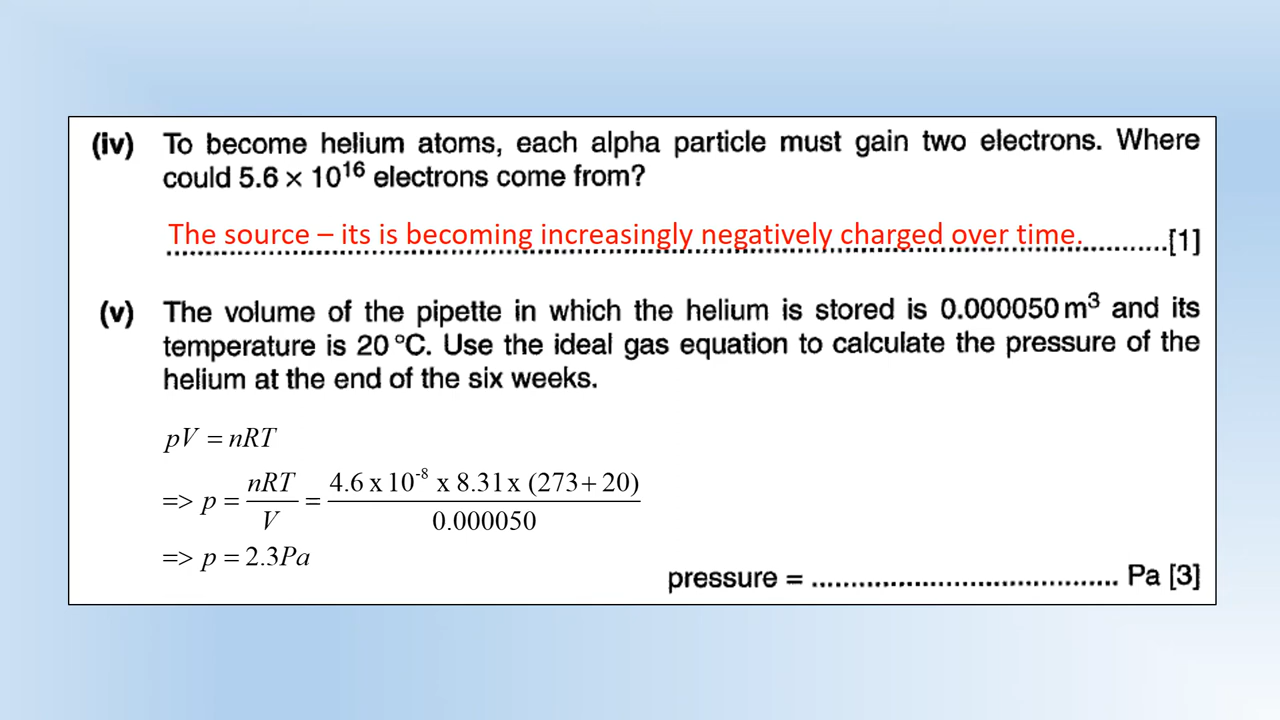 (iv) To become helium atoms, each alpha particle must gain two electrons. Where
could 5.6 × 10¹⁶ electrons come from?
The source – its is becoming increasingly negatively charged over time. ..........[1]
(v) The volume of the pipette in which the helium is stored is 0.000050 m³ and its
temperature is 20 °C. Use the ideal gas equation to calculate the pressure of the
helium at the end of the six weeks.
pV = nRT
=> p = nRT / V = 4.6 x 10⁻⁸ x 8.31 x (273 + 20) / 0.000050
=> p = 2.3Pa
pressure = ...................................... Pa [3]